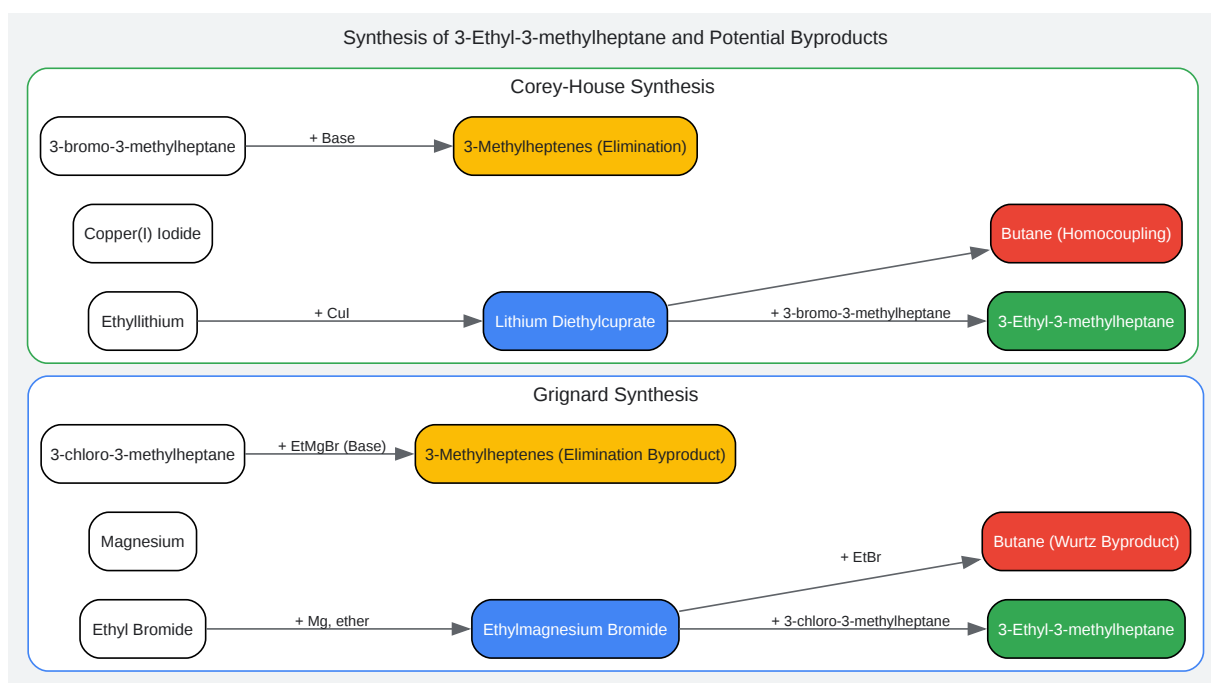 Synthesis of 3-Ethyl-3-methylheptane and Potential Byproducts
Corey-House Synthesis
3-bromo-3-methylheptane
+ Base
3-Methylheptenes (Elimination)
Copper(I) Iodide
Butane (Homocoupling)
Ethyllithium
+ CuI
Lithium Diethylcuprate
+ 3-bromo-3-methylheptane
3-Ethyl-3-methylheptane
Grignard Synthesis
3-chloro-3-methylheptane
+ EtMgBr (Base)
3-Methylheptenes (Elimination Byproduct)
Magnesium
+ EtBr
Butane (Wurtz Byproduct)
Ethyl Bromide
+ Mg, ether
Ethylmagnesium Bromide
+ 3-chloro-3-methylheptane
3-Ethyl-3-methylheptane